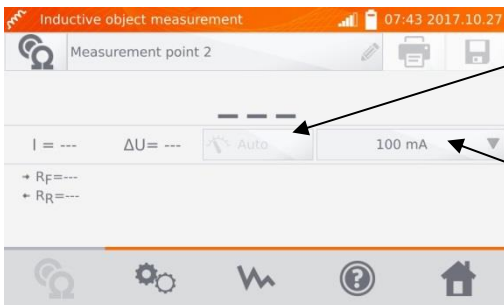 Inductive object measurement 07:43 2017.10.27
Measurement point 2
---
I = --- ΔU= --- Auto 100 mA
RF=---
RR=---